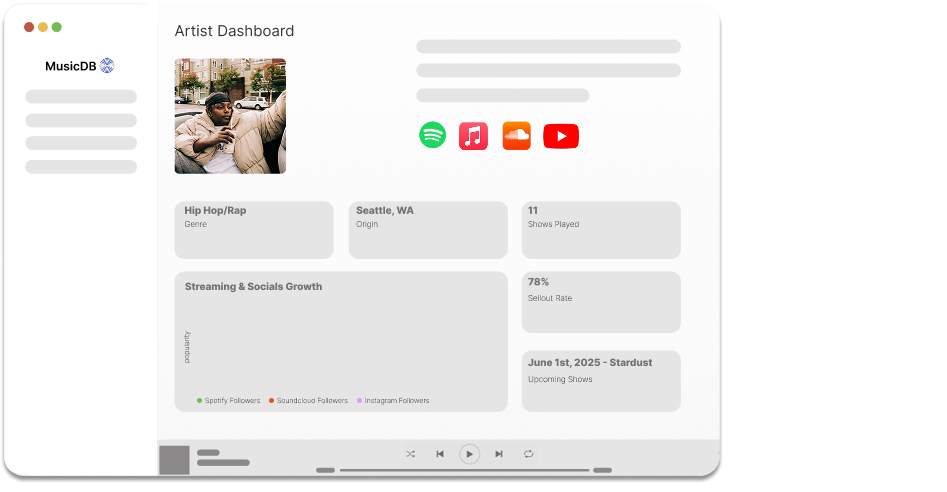 Artist Dashboard
MusicDB
Hip Hop/Rap
Genre
Seattle, WA
Origin
11
Shows Played
Streaming & Socials Growth
popularity
Spotify Followers
Soundcloud Followers
Instagram Followers
78%
Sellout Rate
June 1st, 2025 - Stardust
Upcoming Shows